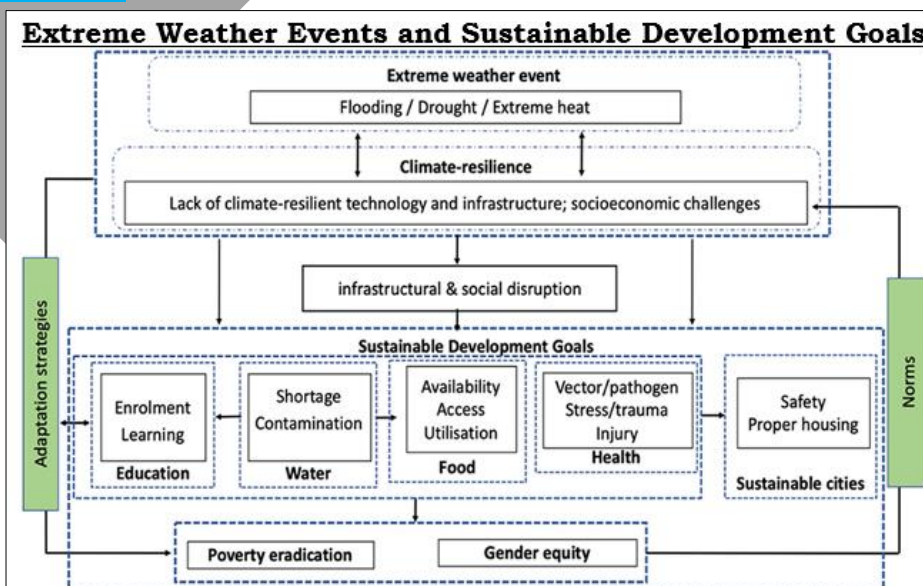 Extreme Weather Events and Sustainable Development Goals
Extreme weather event
Flooding / Drought / Extreme heat
Climate-resilience
Lack of climate-resilient technology and infrastructure; socioeconomic challenges
infrastructural & social disruption
Adaptation strategies
Norms
Sustainable Development Goals
Enrolment
Learning
Education
Shortage
Contamination
Water
Availability
Access
Utilisation
Food
Vector/pathogen
Stress/trauma
Injury
Health
Safety
Proper housing
Sustainable cities
Poverty eradication
Gender equity